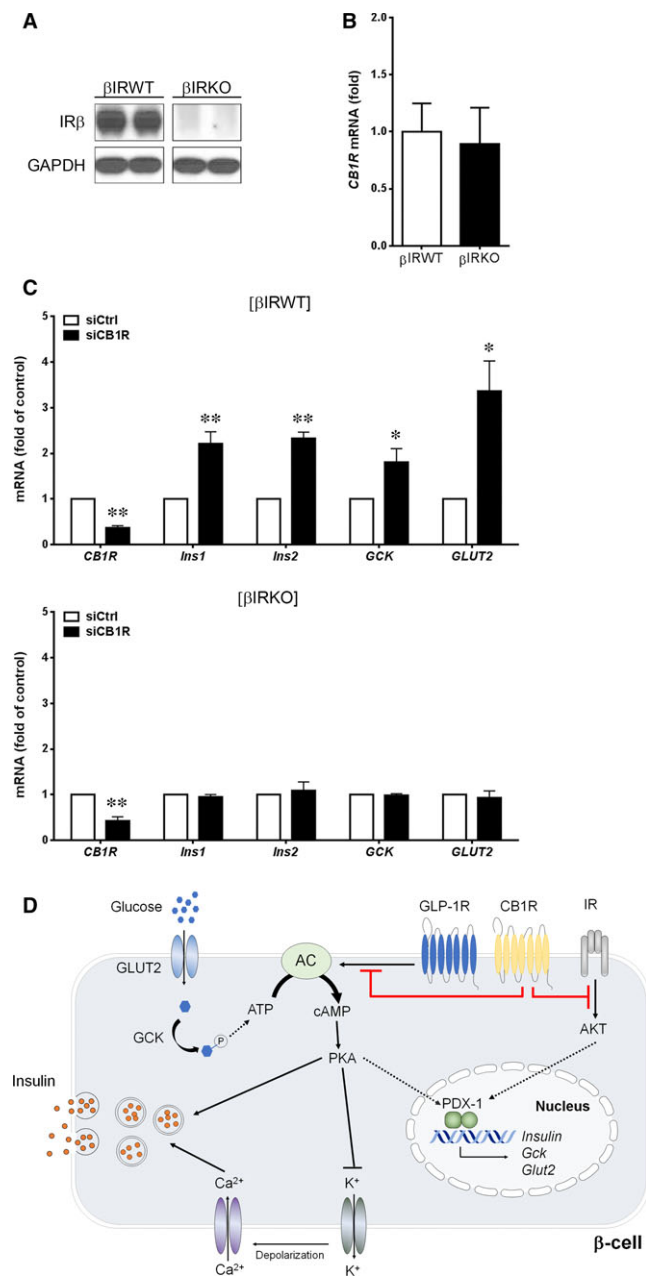 A
βIRWT βIRKO
IRβ
GAPDH
B
CB1R mRNA (fold)
2.0
1.5
1.0
0.5
0.0
βIRWT βIRKO
C
[βIRWT]
siCtrl
siCB1R
mRNA (fold of control)
5
4
3
2
1
0
** ** ** * *
CB1R Ins1 Ins2 GCK GLUT2
[βIRKO]
siCtrl
siCB1R
mRNA (fold of control)
5
4
3
2
1
0
**
CB1R Ins1 Ins2 GCK GLUT2
D
Glucose
GLUT2
GCK
P
ATP
AC
cAMP
PKA
GLP-1R
CB1R
IR
AKT
PDX-1
Nucleus
Insulin
Gck
Glut2
Insulin
Ca²⁺
K⁺
Depolarization
Ca²⁺
K⁺
β-cell